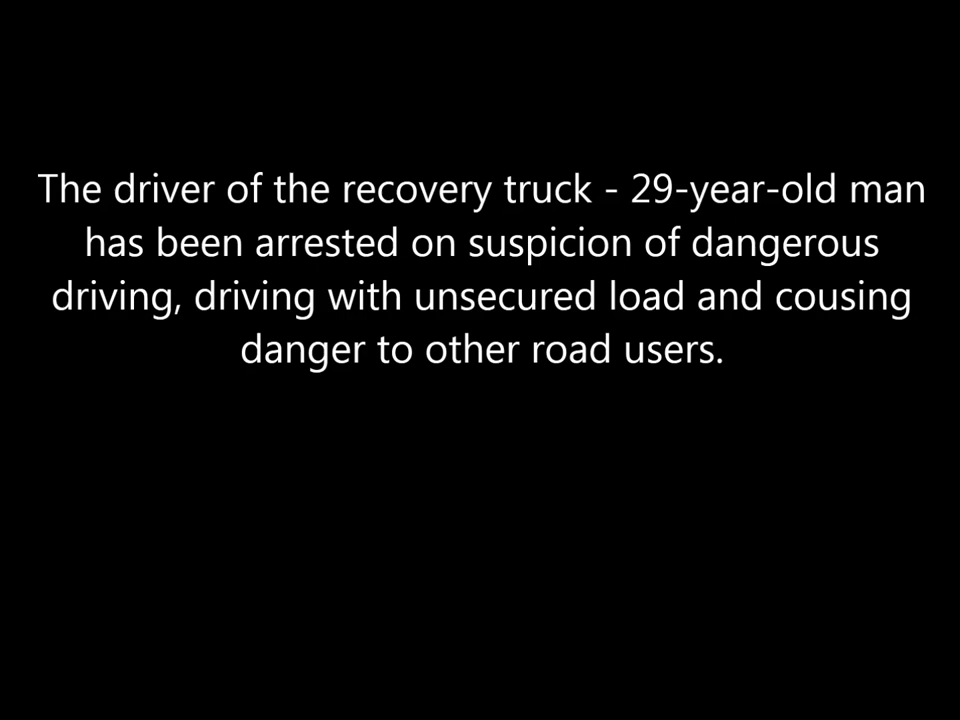 The driver of the recovery truck - 29-year-old man
has been arrested on suspicion of dangerous
driving, driving with unsecured load and cousing
danger to other road users.